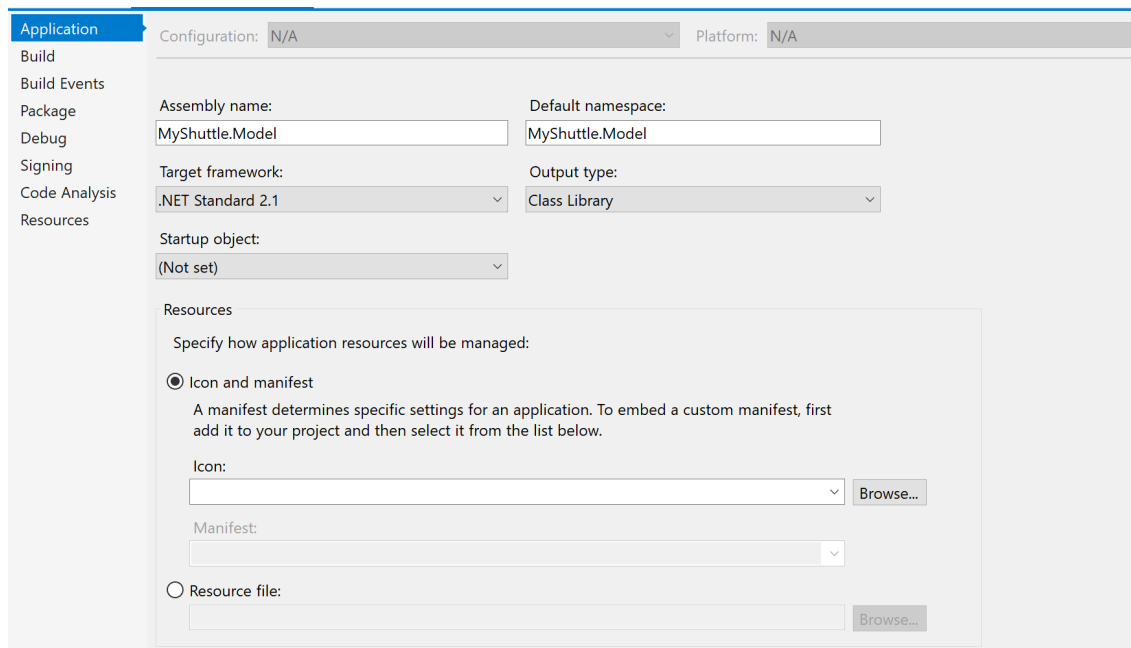 Application
Build
Build Events
Package
Debug
Signing
Code Analysis
Resources
Configuration: N/A Platform: N/A
Assembly name: Default namespace:
MyShuttle.Model MyShuttle.Model
Target framework: Output type:
.NET Standard 2.1 Class Library
Startup object:
(Not set)
Resources
Specify how application resources will be managed:
Icon and manifest
A manifest determines specific settings for an application. To embed a custom manifest, first
add it to your project and then select it from the list below.
Icon:
Browse...
Manifest:
Resource file:
Browse...